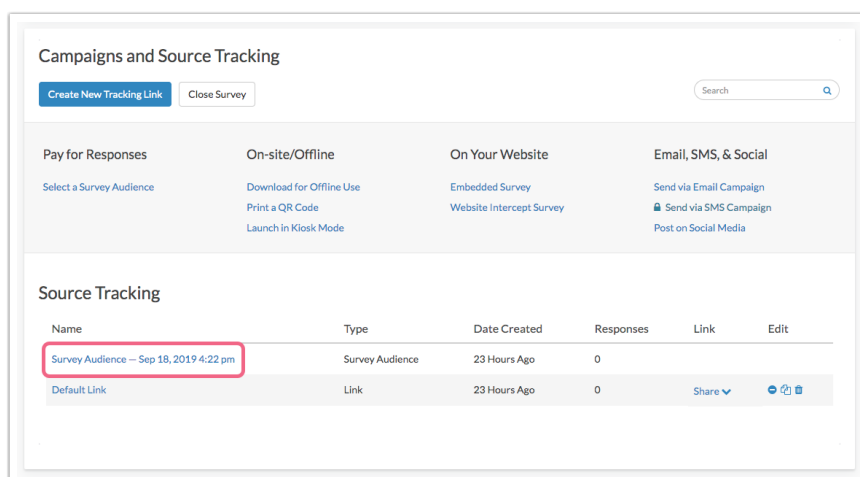 Campaigns and Source Tracking
Create New Tracking Link
Close Survey
Search
Pay for Responses
On-site/Offline
On Your Website
Email, SMS, & Social
Select a Survey Audience
Download for Offline Use
Embedded Survey
Send via Email Campaign
Print a QR Code
Website Intercept Survey
Send via SMS Campaign
Launch in Kiosk Mode
Post on Social Media
Source Tracking
Name Type Date Created Responses Link Edit
Survey Audience — Sep 18, 2019 4:22 pm Survey Audience 23 Hours Ago 0
Default Link Link 23 Hours Ago 0 Share